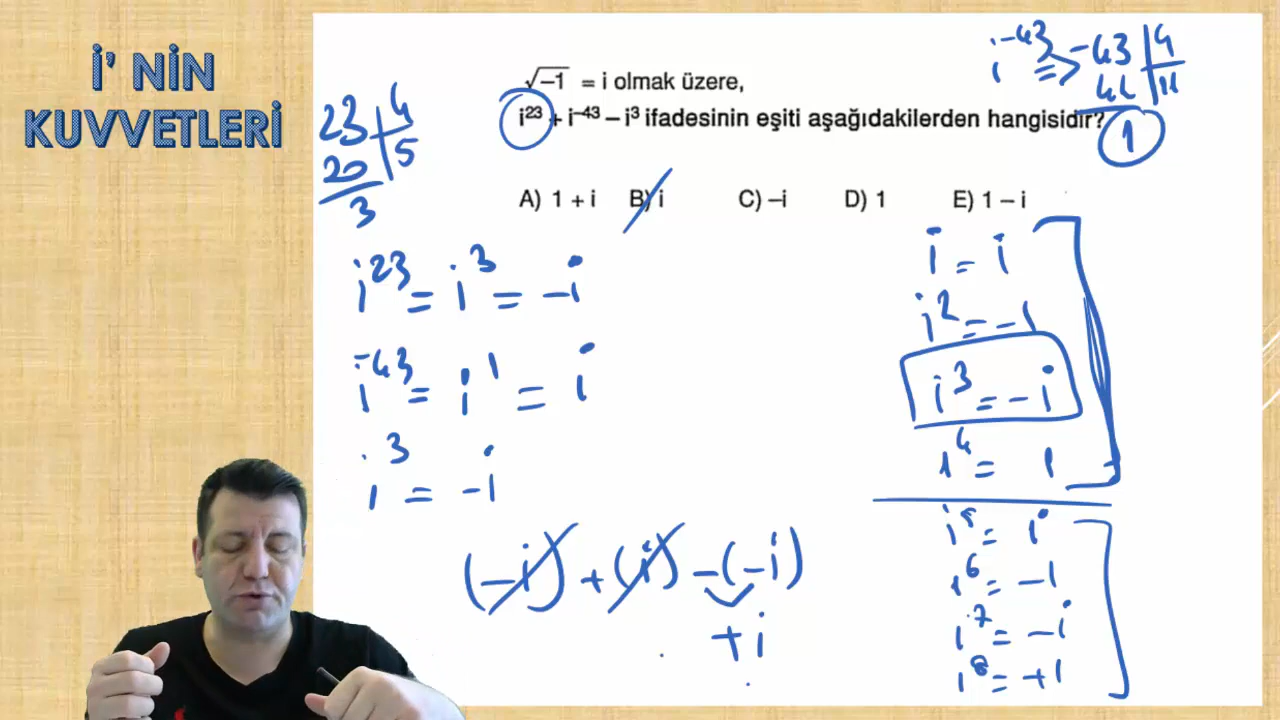 İ' NİN
KUVVETLERİ
√-1 = i olmak üzere,
i²³ + i⁻⁴³ – i³ ifadesinin eşiti aşağıdakilerden hangisidir?
A) 1 + i B) i C) –i D) 1 E) 1 – i
23 | 4
20 | 5
3
i⁻⁴³ => -43 | 4
44 | 11
1
i²³ = i³ = -i
i⁻⁴³ = i¹ = i
i³ = -i
(-i) + (i) - (-i)
+i
i = i
i² = -1
i³ = -i
i⁴ = 1
i⁵ = i
i⁶ = -1
i⁷ = -i
i⁸ = +1